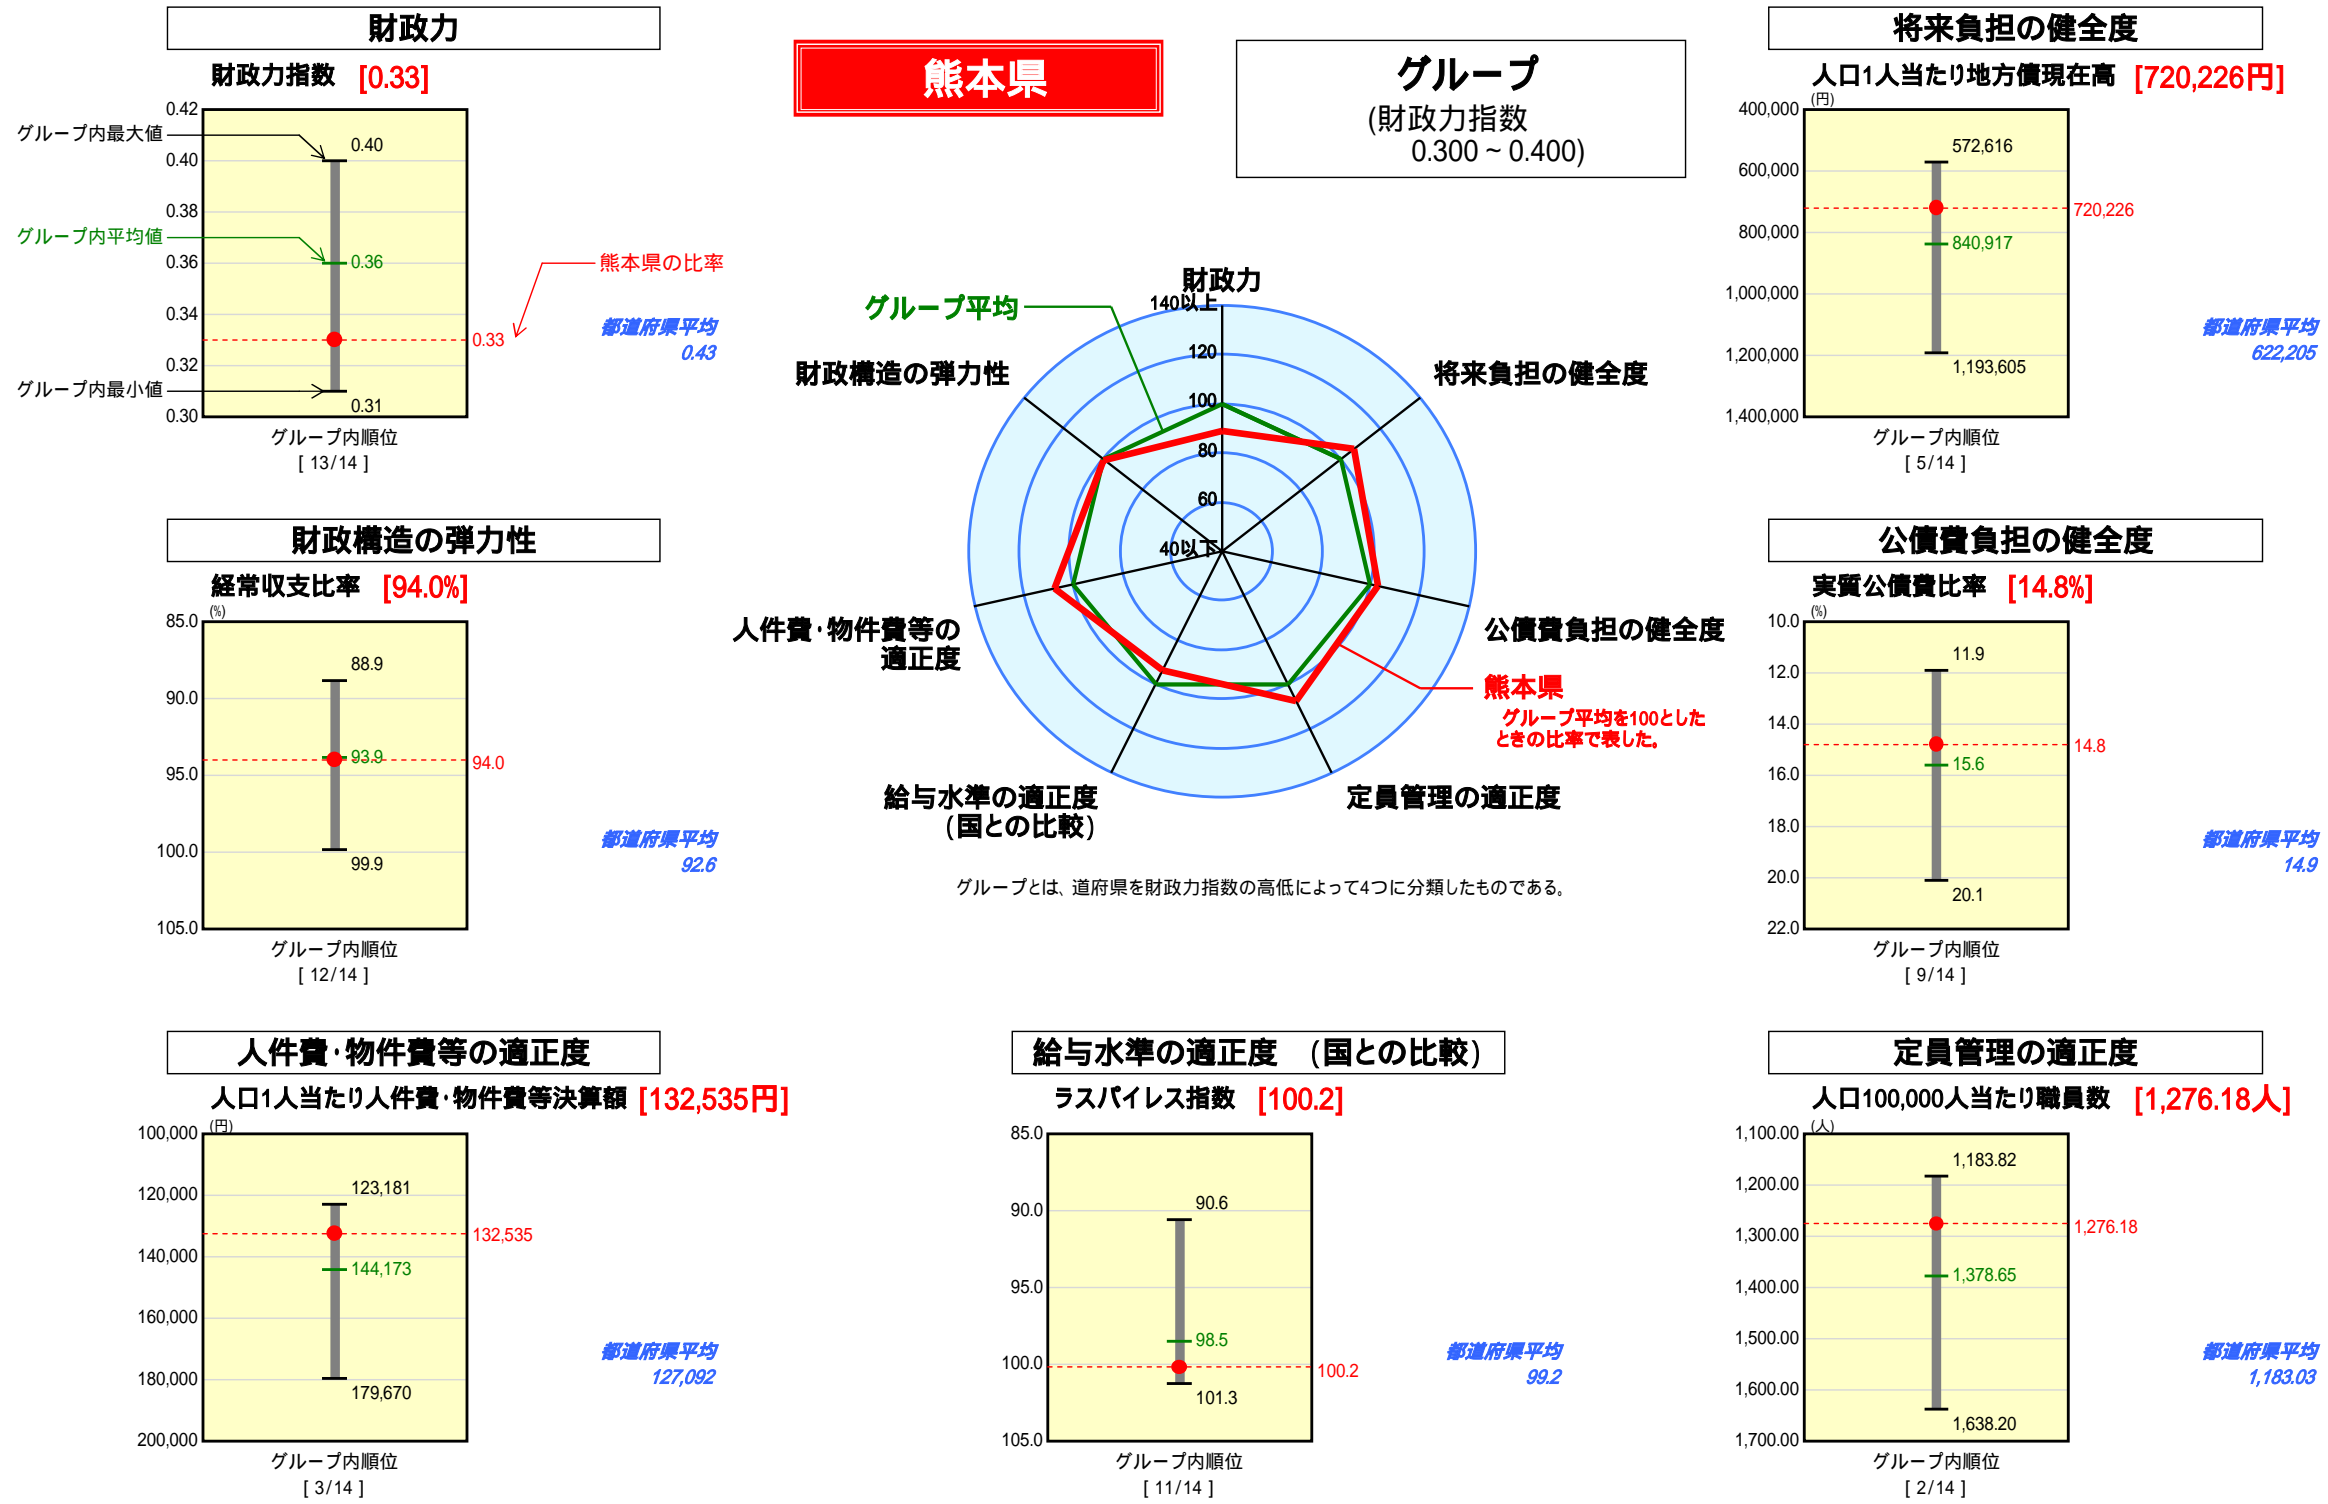 財政力
財政力指数 [0.33]
0.42
0.40
0.38
0.36
0.34
0.32
0.30
グループ内最大値
グループ内平均値
グループ内最小値
0.40
0.36
0.31
0.33
熊本県の比率
都道府県平均
0.43
グループ内順位
[ 13/14 ]
熊本県
グループ
(財政力指数
0.300 ~ 0.400)
将来負担の健全度
人口1人当たり地方債現在高 [720,226円]
(円)
400,000
600,000
800,000
1,000,000
1,200,000
1,400,000
572,616
720,226
840,917
1,193,605
都道府県平均
622,205
グループ内順位
[ 5/14 ]
財政力
140以上
120
100
80
60
40以下
グループ平均
財政構造の弾力性
将来負担の健全度
人件費・物件費等の
適正度
公債費負担の健全度
熊本県
グループ平均を100とした
ときの比率で表した。
給与水準の適正度
(国との比較)
定員管理の適正度
グループとは、道府県を財政力指数の高低によって4つに分類したものである。
財政構造の弾力性
経常収支比率 [94.0%]
(%)
85.0
90.0
95.0
100.0
105.0
88.9
93.9
94.0
99.9
都道府県平均
92.6
グループ内順位
[ 12/14 ]
公債費負担の健全度
実質公債費比率 [14.8%]
(%)
10.0
12.0
14.0
16.0
18.0
20.0
22.0
11.9
14.8
15.6
20.1
都道府県平均
14.9
グループ内順位
[ 9/14 ]
人件費・物件費等の適正度
人口1人当たり人件費・物件費等決算額 [132,535円]
(円)
100,000
120,000
140,000
160,000
180,000
200,000
123,181
132,535
144,173
179,670
都道府県平均
127,092
グループ内順位
[ 3/14 ]
給与水準の適正度 (国との比較)
ラスパイレス指数 [100.2]
85.0
90.0
95.0
100.0
105.0
90.6
98.5
100.2
101.3
都道府県平均
99.2
グループ内順位
[ 11/14 ]
定員管理の適正度
人口100,000人当たり職員数 [1,276.18人]
(人)
1,100.00
1,200.00
1,300.00
1,400.00
1,500.00
1,600.00
1,700.00
1,183.82
1,276.18
1,378.65
1,638.20
都道府県平均
1,183.03
グループ内順位
[ 2/14 ]